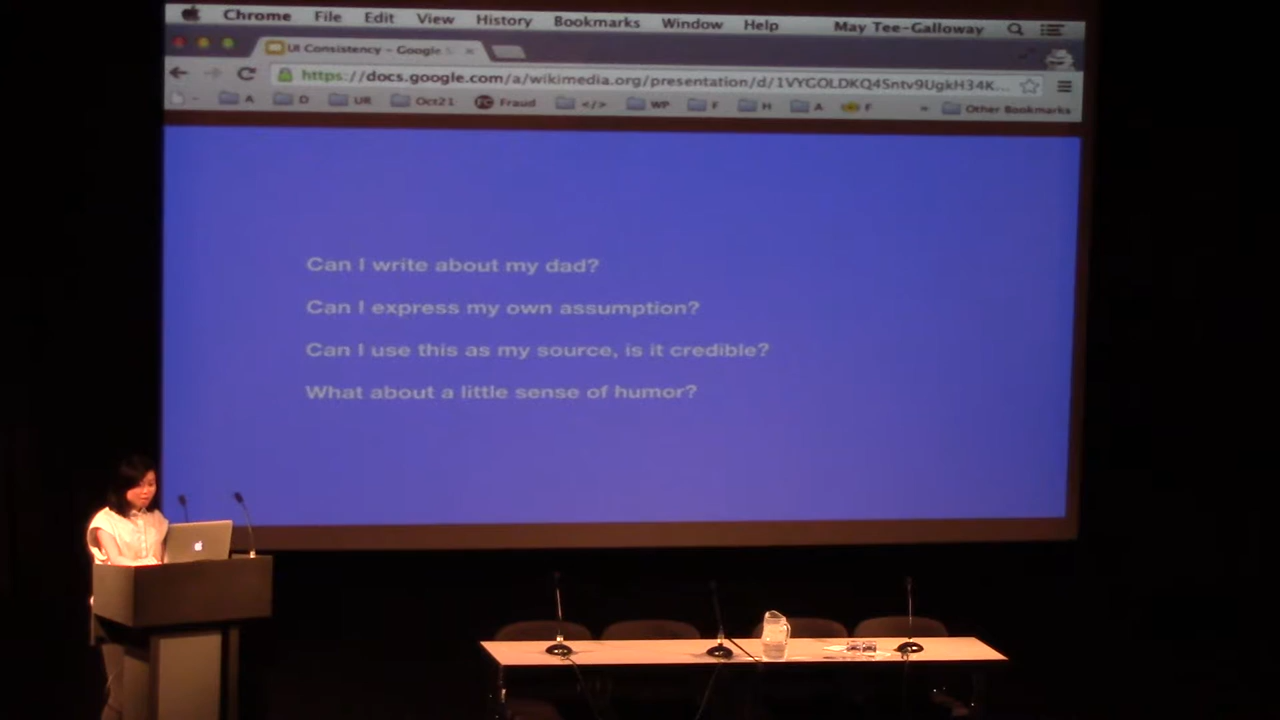 Chrome File Edit View History Bookmarks Window Help May Tee-Galloway
UI Consistency - Google
https://docs.google.com/a/wikimedia.org/presentation/d/1VYGOLDKQ4Sntv9UgkH34K...
A D UR Oct21 Fraud </> WP F H A F » Other Bookmarks
Can I write about my dad?
Can I express my own assumption?
Can I use this as my source, is it credible?
What about a little sense of humor?